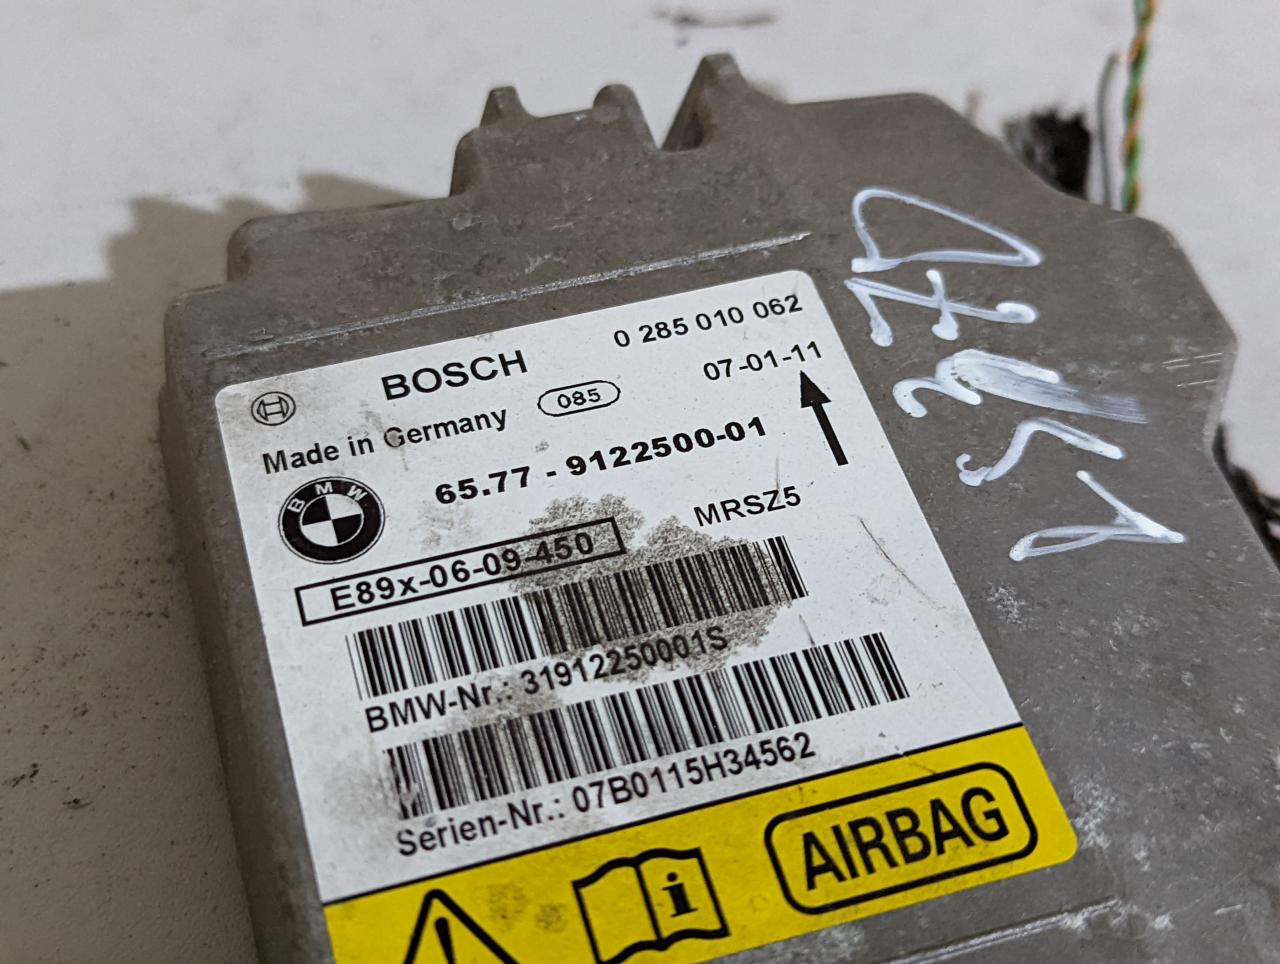 BOSCH 0 285 010 062
Made in Germany 085 07-01-11
BMW 65.77 - 9122500-01
E89x-06-09-450 MRSZ5
BMW-Nr.: 31912250001S
Serien-Nr.: 07B0115H34562
AIRBAG